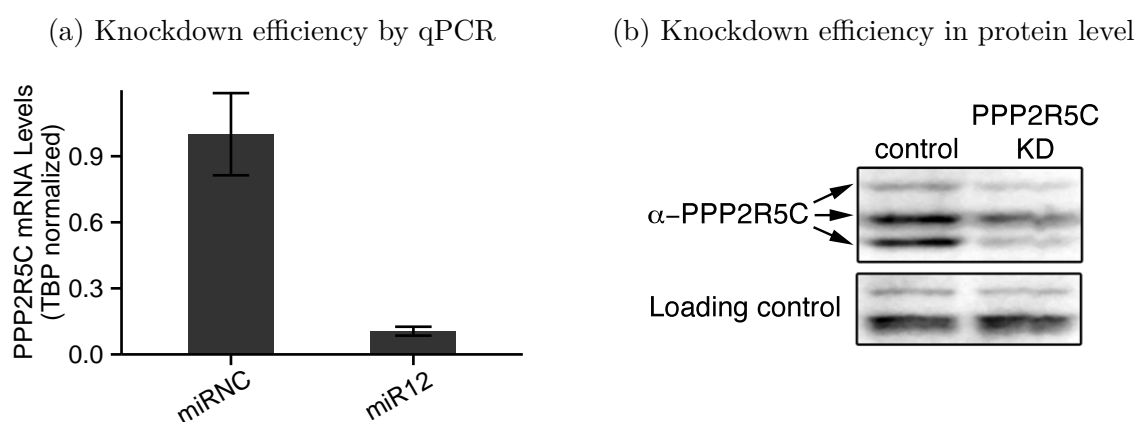 (a) Knockdown efficiency by qPCR
PPP2R5C mRNA Levels
(TBP normalized)
0.9
0.6
0.3
0.0
miRNC
miR12
(b) Knockdown efficiency in protein level
PPP2R5C
control KD
α−PPP2R5C
Loading control